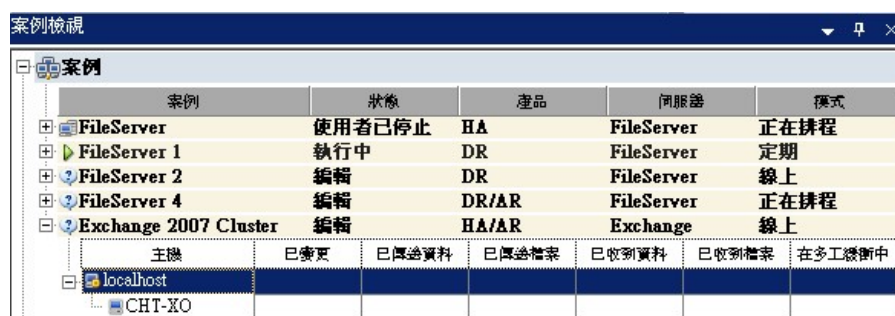 案例檢視
案例
案例 狀態 產品 伺服器 模式
FileServer 使用者已停止 HA FileServer 正在排程
FileServer 1 執行中 DR FileServer 定期
FileServer 2 編輯 DR FileServer 線上
FileServer 4 編輯 DR/AR FileServer 正在排程
Exchange 2007 Cluster 編輯 HA/AR Exchange 線上
主機 已變更 已傳送資料 已傳送檔案 已收到資料 已收到檔案 在多工緩衝中
localhost
CHT-XO